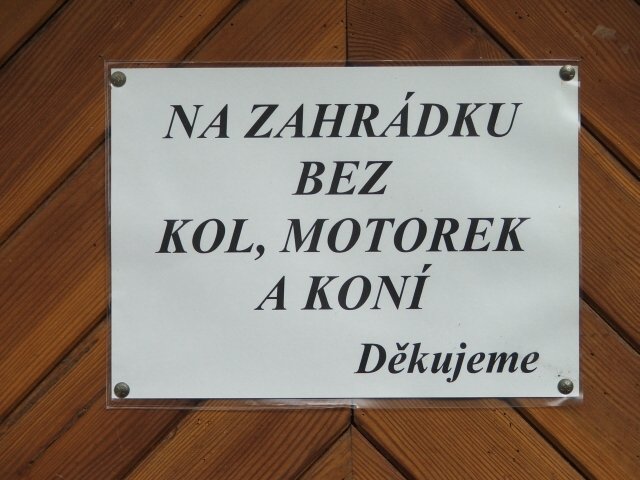 NA ZAHRÁDKU
BEZ
KOL, MOTOREK
A KONÍ
Děkujeme